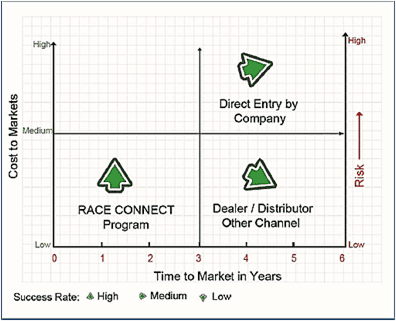 High
High
Cost to Markets
Direct Entry by
Company
Medium
Risk
RACE CONNECT
Program
Dealer / Distributor
Other Channel
Low
Low
0 1 2 3 4 5 6
Time to Market in Years
Success Rate: High Medium Low